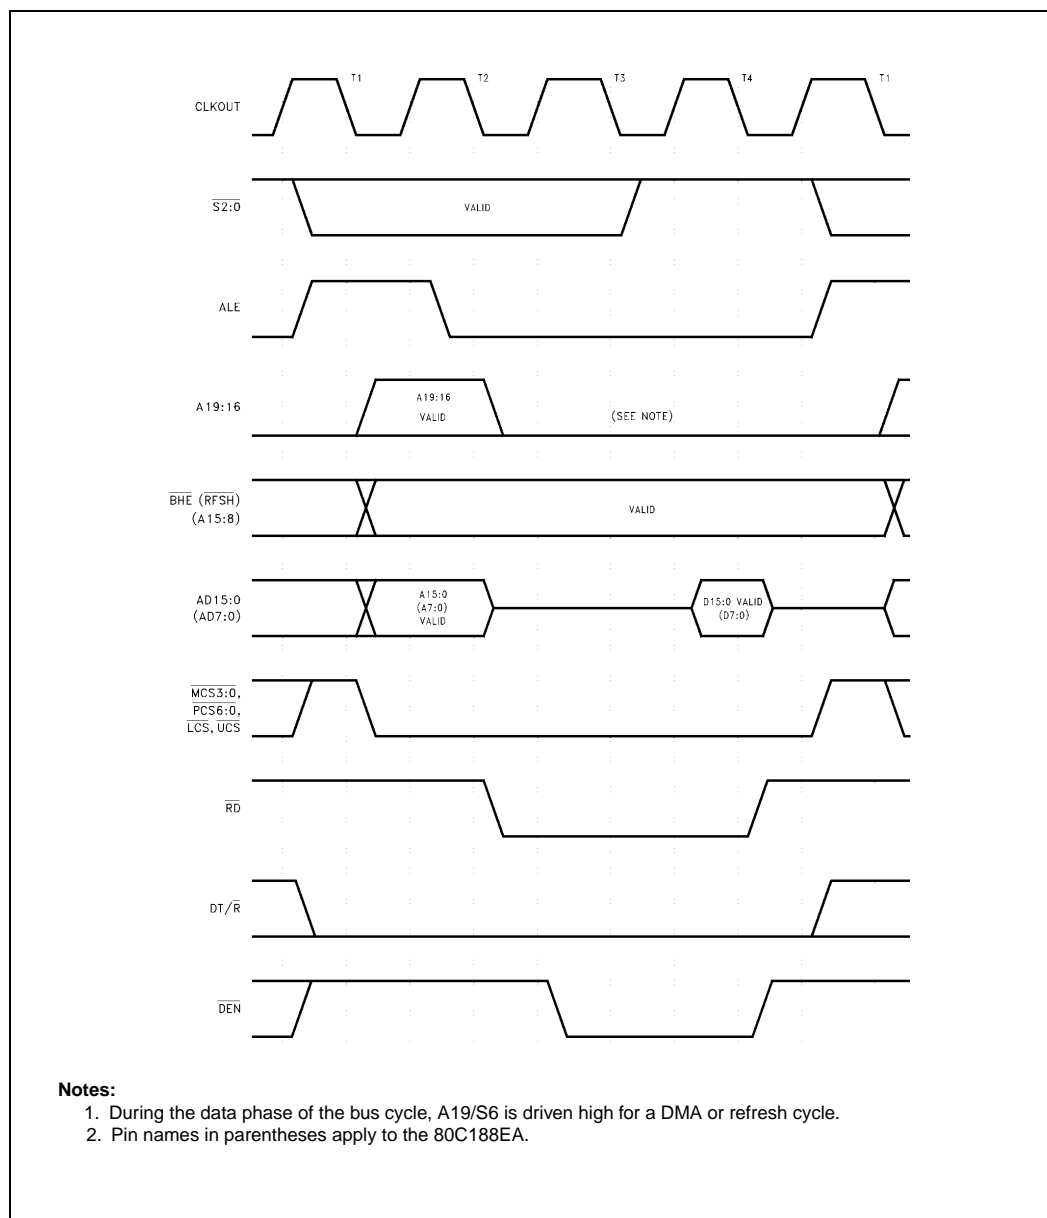 T1 T2 T3 T4 T1
CLKOUT
S2:0
VALID
ALE
A19:16
A19:16
VALID
(SEE NOTE)
BHE (RFSH)
(A15:8)
VALID
AD15:0
(AD7:0)
A15:0
(A7:0)
VALID
D15:0 VALID
(D7:0)
MCS3:0,
PCS6:0,
LCS, UCS
RD
DT/R
DEN
Notes:
1. During the data phase of the bus cycle, A19/S6 is driven high for a DMA or refresh cycle.
2. Pin names in parentheses apply to the 80C188EA.